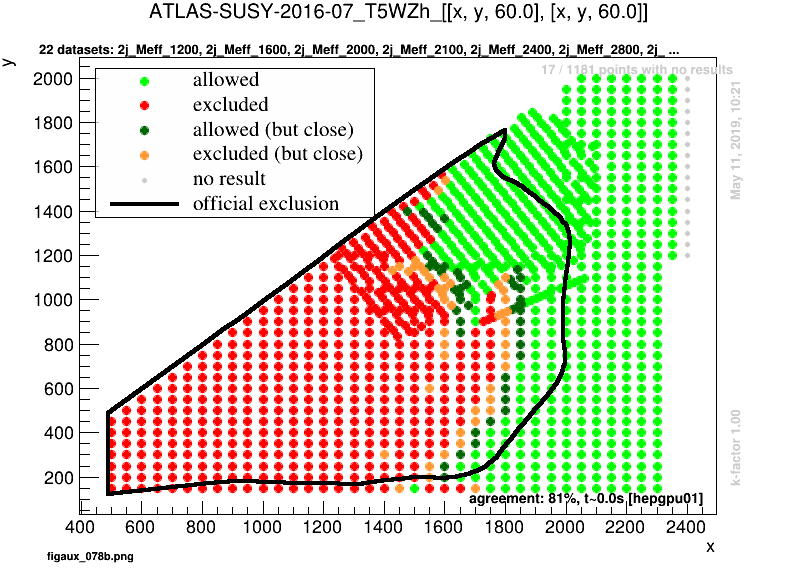 ATLAS-SUSY-2016-07_T5WZh_[[x, y, 60.0], [x, y, 60.0]]
22 datasets: 2j_Meff_1200, 2j_Meff_1600, 2j_Meff_2000, 2j_Meff_2100, 2j_Meff_2400, 2j_Meff_2800, 2j_ ...
y
17 / 1181 points with no results
allowed
excluded
allowed (but close)
excluded (but close)
no result
official exclusion
May 11, 2019, 10:21
k-factor 1.00
2000
1800
1600
1400
1200
1000
800
600
400
200
agreement: 81%, t~0.0s [hepgpu01]
400 600 800 1000 1200 1400 1600 1800 2000 2200 2400
x
figaux_078b.png